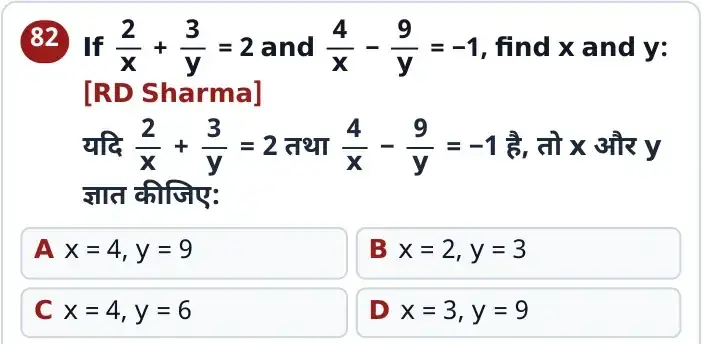 82 If 2/x + 3/y = 2 and 4/x − 9/y = −1, find x and y:
[RD Sharma]
यदि 2/x + 3/y = 2 तथा 4/x − 9/y = −1 है, तो x और y
ज्ञात कीजिए:
A x = 4, y = 9
B x = 2, y = 3
C x = 4, y = 6
D x = 3, y = 9